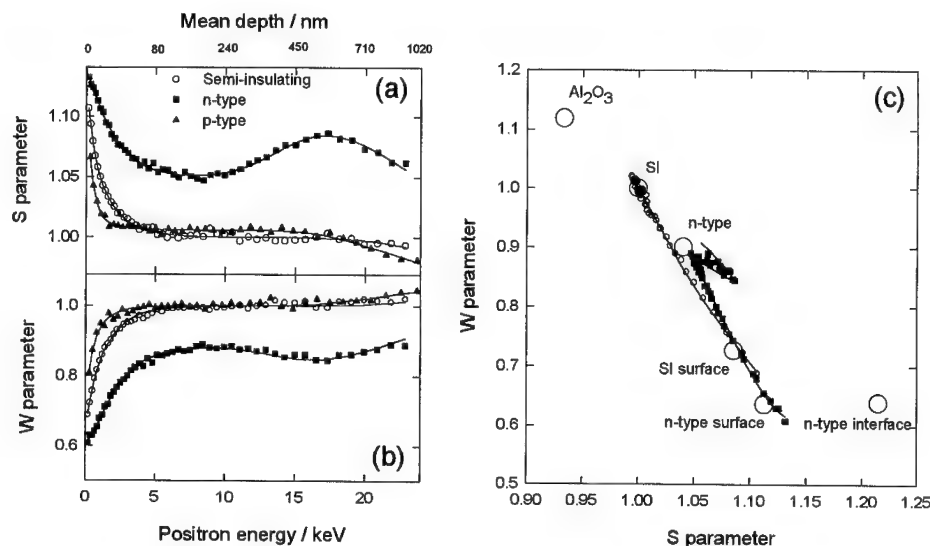 Mean depth / nm
0 80 240 450 710 1020
(a)
Semi-insulating
n-type
p-type
S parameter
1.10
1.05
1.00
W parameter
1.0
0.8
0.6
(b)
0 5 10 15 20
Positron energy / keV
(c)
W parameter
1.2
1.1
1.0
0.9
0.8
0.7
0.6
0.5
Al2O3
SI
n-type
SI surface
n-type surface
n-type interface
0.90 0.95 1.00 1.05 1.10 1.15 1.20 1.25
S parameter